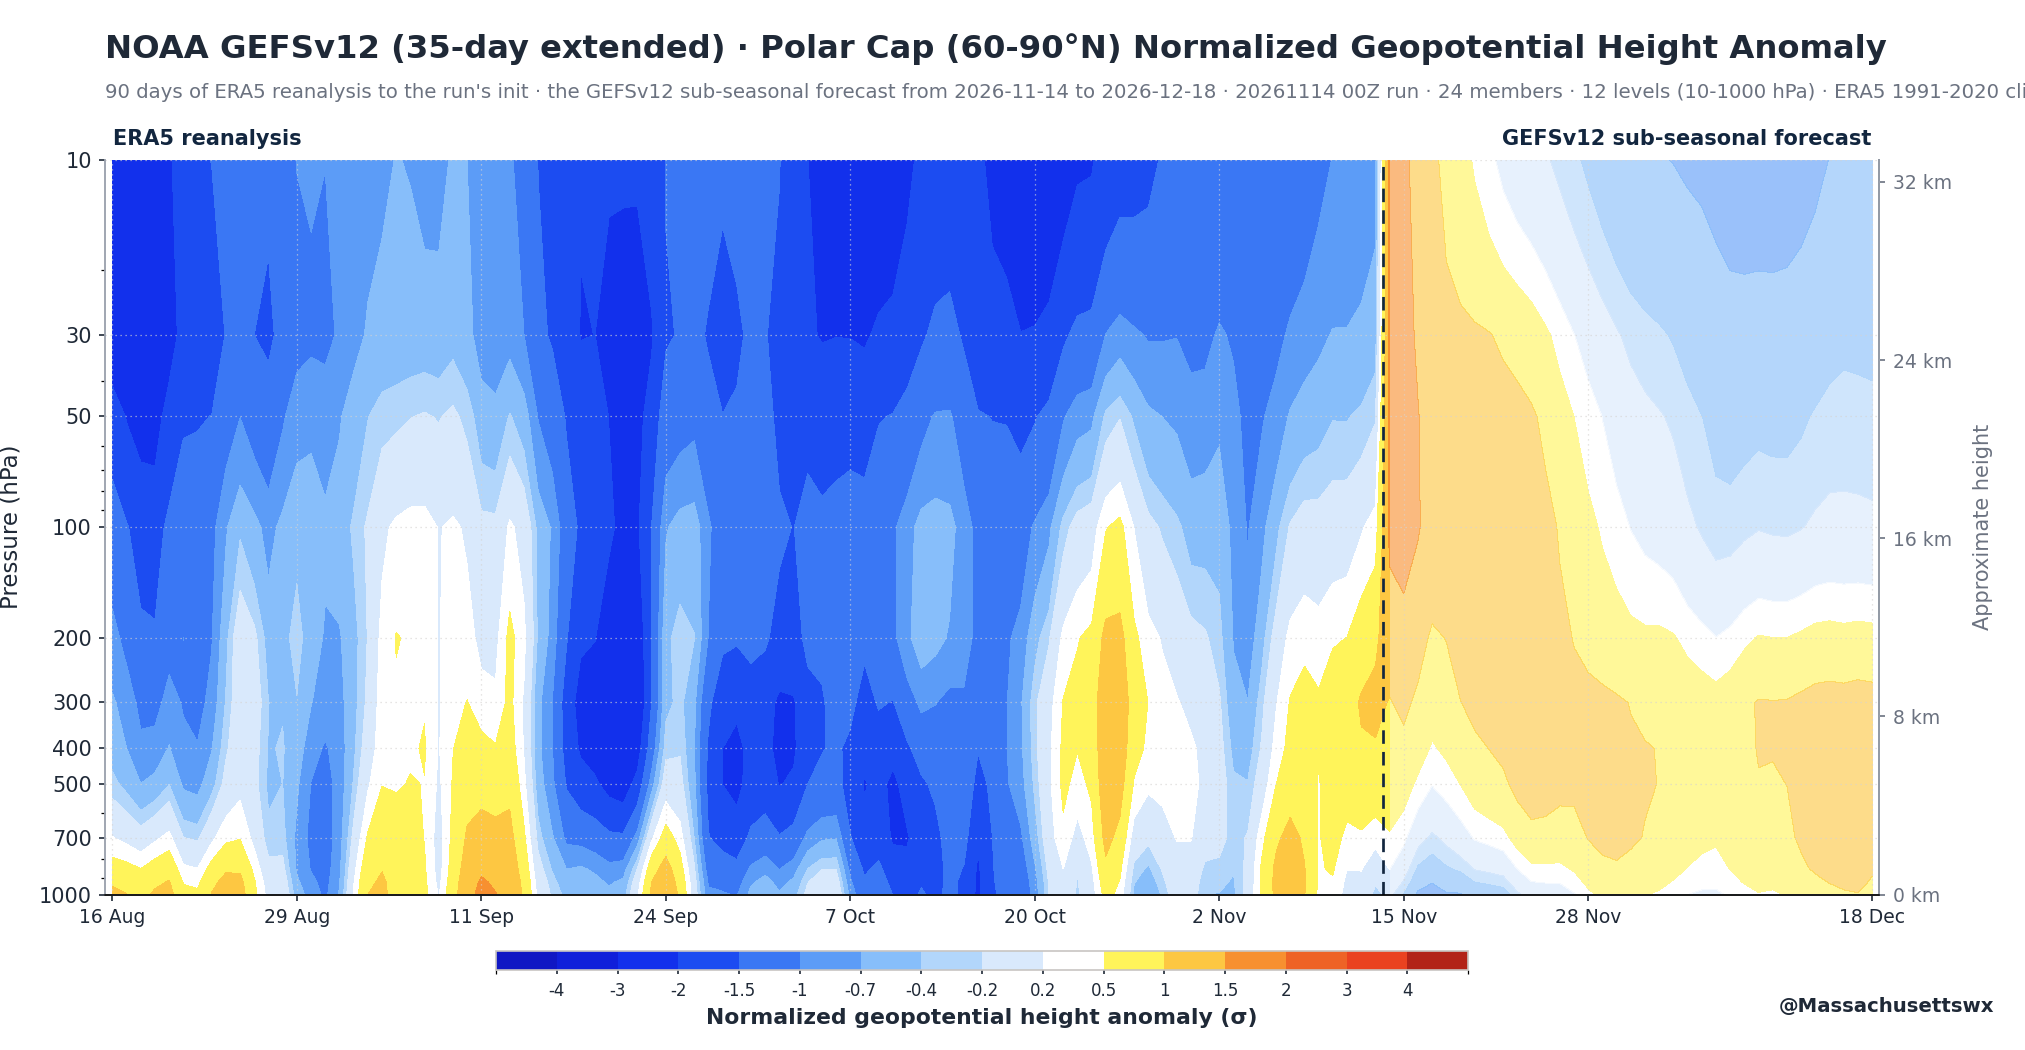 NOAA GEFSv12 (35-day extended) · Polar Cap (60-90°N) Normalized Geopotential Height Anomaly
90 days of ERA5 reanalysis to the run's init · the GEFSv12 sub-seasonal forecast from 2026-11-14 to 2026-12-18 · 20261114 00Z run · 24 members · 12 levels (10-1000 hPa) · ERA5 1991-2020 cli
ERA5 reanalysis
GEFSv12 sub-seasonal forecast
Pressure (hPa)
10
30
50
100
200
300
400
500
700
1000
32 km
24 km
16 km
8 km
0 km
Approximate height
16 Aug 29 Aug 11 Sep 24 Sep 7 Oct 20 Oct 2 Nov 15 Nov 28 Nov 18 Dec
-4 -3 -2 -1.5 -1 -0.7 -0.4 -0.2 0.2 0.5 1 1.5 2 3 4
Normalized geopotential height anomaly (σ)
@Massachusettswx